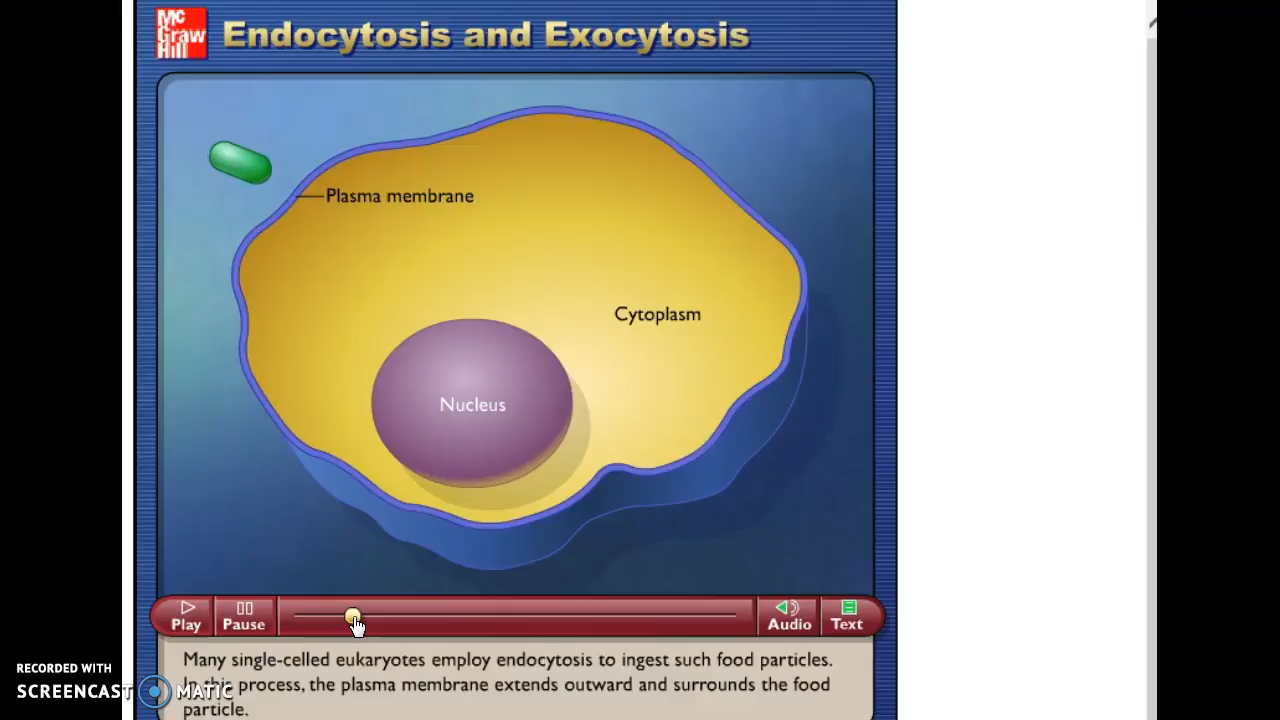 Mc
Graw
Hill
Endocytosis and Exocytosis
Plasma membrane
Cytoplasm
Nucleus
Play
Pause
Audio
Text
Many single-celled eukaryotes employ endocytosis to ingest such food particles.
process, the plasma membrane extends outward and surrounds the food
particle.
RECORDED WITH
SCREENCAST MATIC